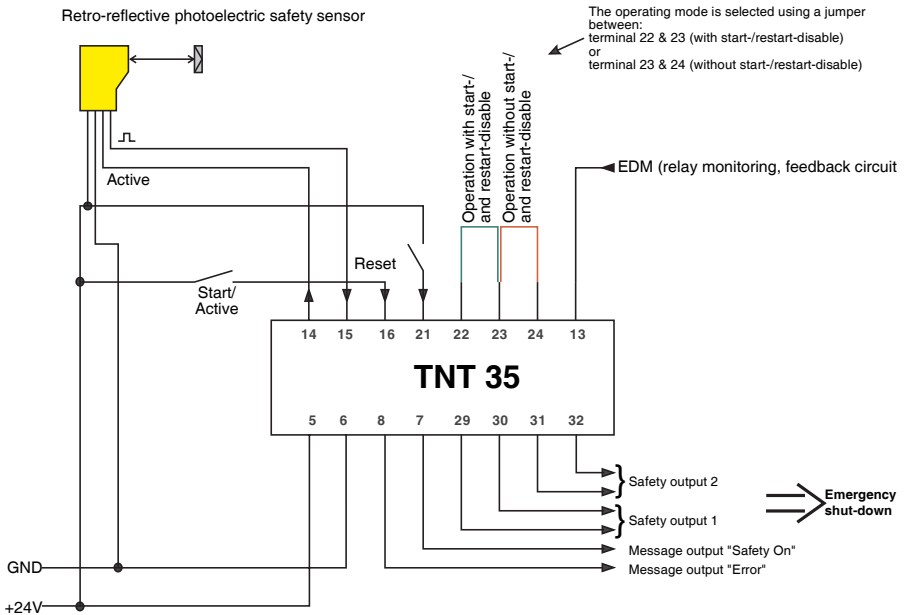 Retro-reflective photoelectric safety sensor
The operating mode is selected using a jumper
between:
terminal 22 & 23 (with start-/restart-disable)
or
terminal 23 & 24 (without start-/restart-disable)
Operation with start-/
and restart-disable
Operation without start-/
and restart-disable
Active
EDM (relay monitoring, feedback circuit
Reset
Start/
Active
14 15 16 21 22 23 24 13
TNT 35
5 6 8 7 29 30 31 32
Safety output 2
Safety output 1
Emergency
shut-down
Message output "Safety On"
Message output "Error"
GND
+24V